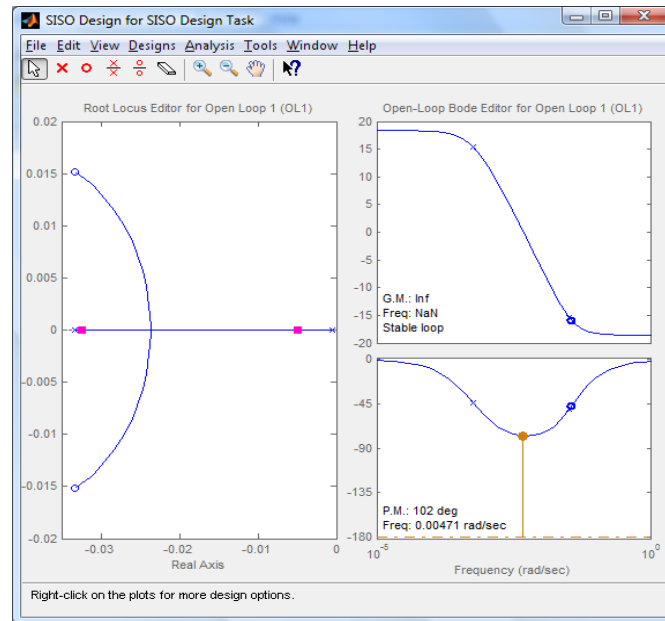 SISO Design for SISO Design Task
File Edit View Designs Analysis Tools Window Help
Root Locus Editor for Open Loop 1 (OL1)
0.02
0.015
0.01
0.005
0
-0.005
-0.01
-0.015
-0.02
-0.03
-0.02
-0.01
0
Real Axis
Open-Loop Bode Editor for Open Loop 1 (OL1)
20
15
10
5
0
-5
-10
-15
-20
G.M.: Inf
Freq: NaN
Stable loop
0
-45
-90
-135
-180
P.M.: 102 deg
Freq: 0.00471 rad/sec
10^-5
10^0
Frequency (rad/sec)
Right-click on the plots for more design options.